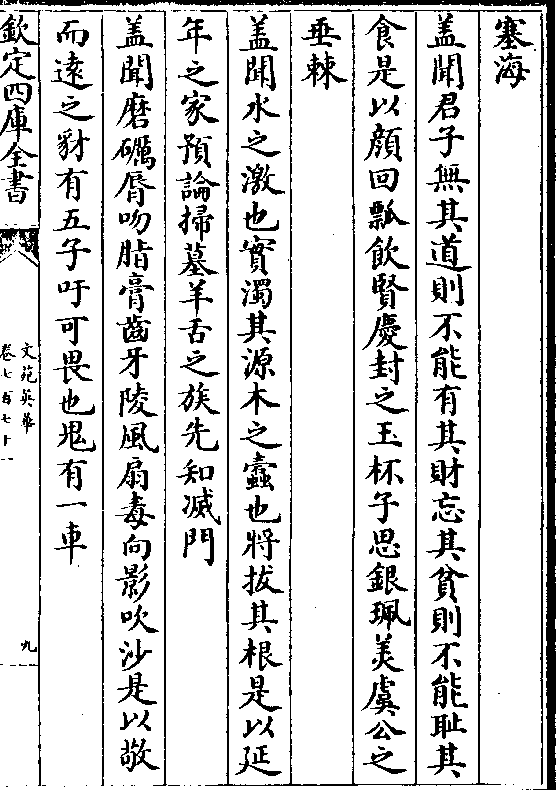 塞海
蓋聞君子無其道則不能有其財忘其貧則不能耻其
食是以顔回瓢飲賢慶封之玉杯子思銀珮美虞公之
垂棘
蓋聞水之激也實濁其源木之蠹也將拔其根是以延
年之家預論掃墓羊舌之族先知滅門
盖聞磨礪脣吻脂膏齒牙陵風扇毒向影吹沙是以敬
而遠之豺有五子吁可畏也鬼有一車
欽定四庫全書
文苑英華
卷七百七十一
九